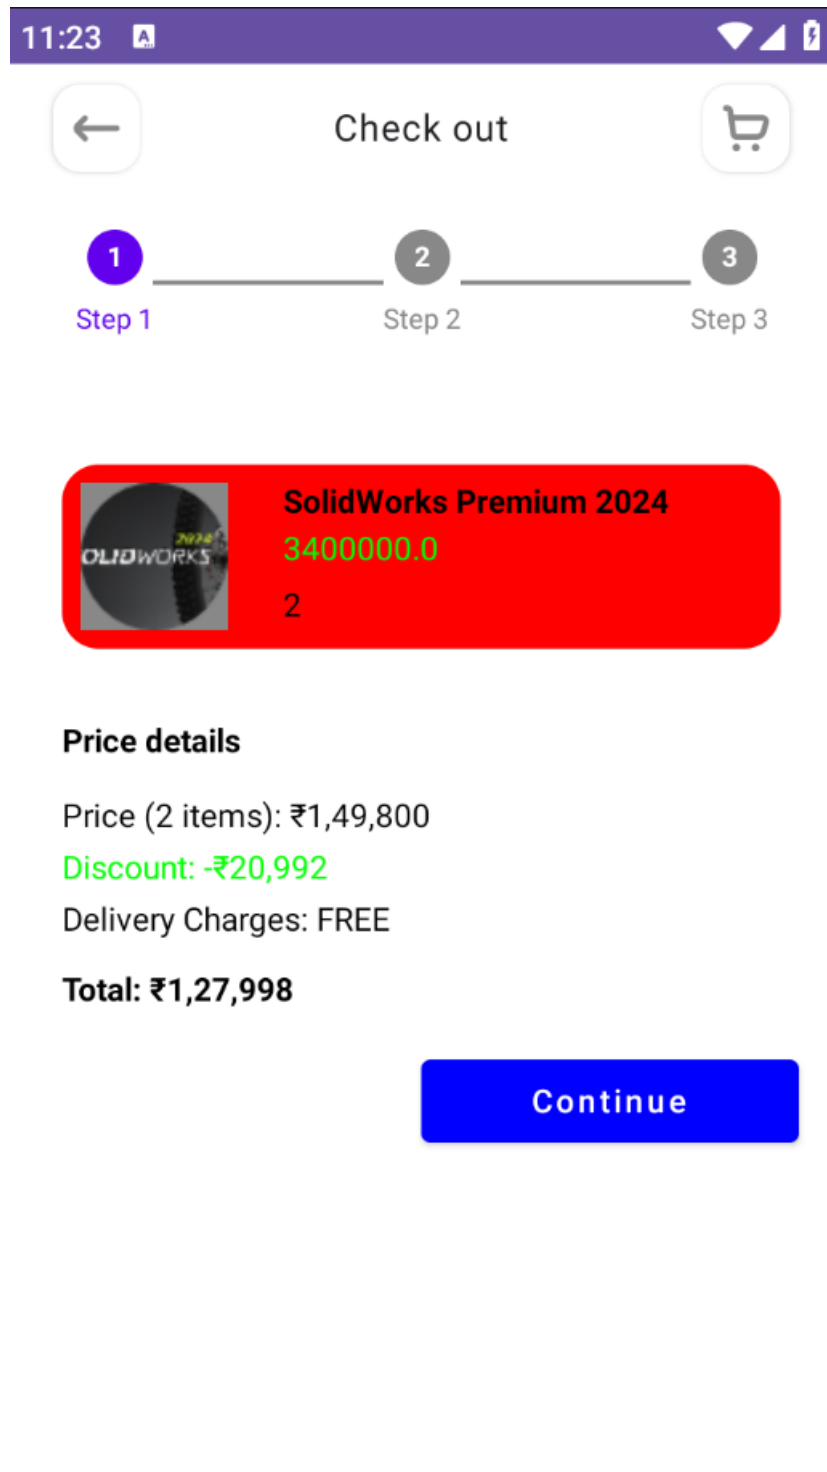 11:23 A
Check out
1 2 3
Step 1 Step 2 Step 3
2024
OLIDWORKS
SolidWorks Premium 2024
3400000.0
2
Price details
Price (2 items): ₹1,49,800
Discount: -₹20,992
Delivery Charges: FREE
Total: ₹1,27,998
Continue